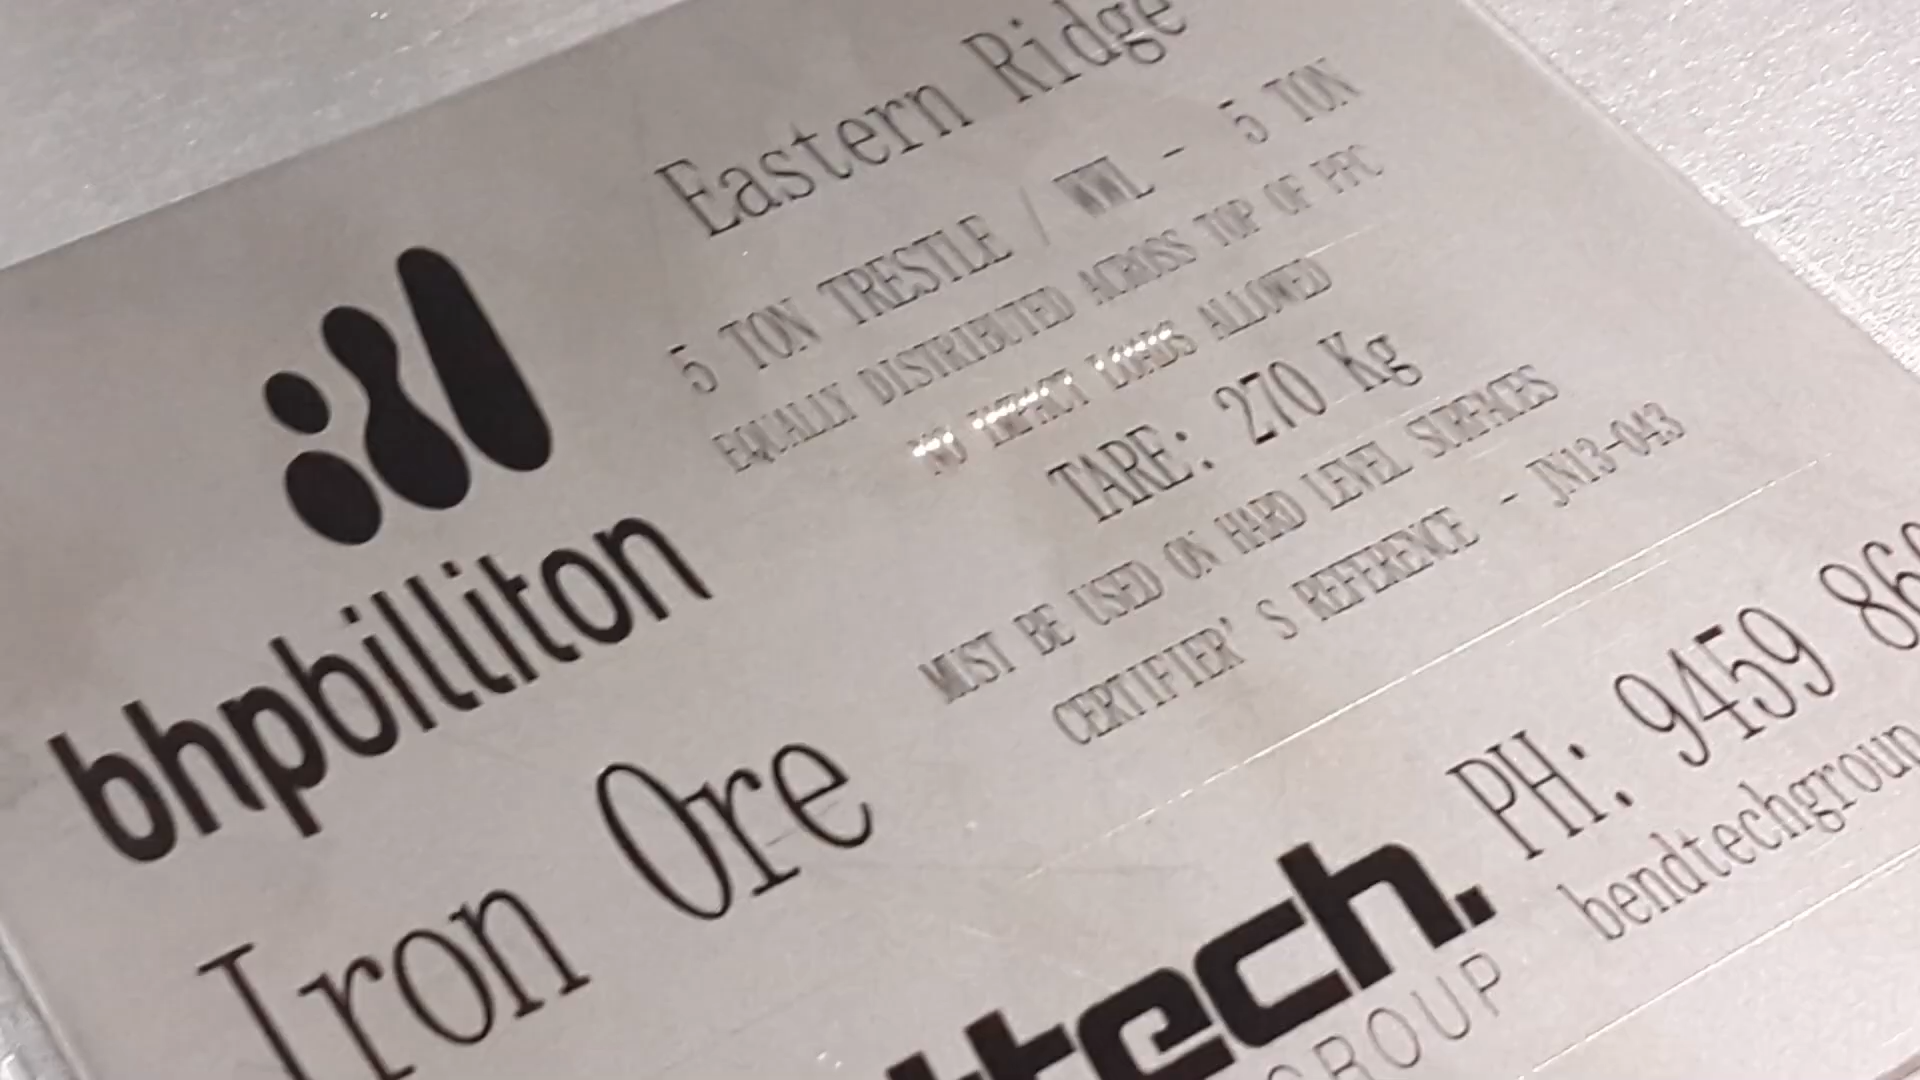 Eastern Ridge
5 TON TRESTLE / WWL - 5 TON
EQUALLY DISTRIBUTED ACROSS TOP OF PFC
NO IMPACT LOADS ALLOWED
TARE: 270 Kg
MUST BE USED ON HARD LEVEL SURFACES
CERTIFIER'S REFERENCE - JN13-043
bhpbilliton
Iron Ore
PH: 9459 86
bendtechgroup
tech.
GROUP